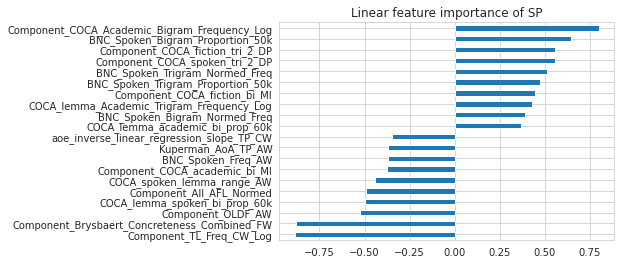 Linear feature importance of SP
Component_COCA_Academic_Bigram_Frequency_Log
BNC_Spoken_Bigram_Proportion_50k
Component_COCA_fiction_tri_2_DP
Component_COCA_spoken_tri_2_DP
BNC_Spoken_Trigram_Normed_Freq
BNC_Spoken_Trigram_Proportion_50k
Component_COCA_fiction_bi_MI
COCA_lemma_Academic_Trigram_Frequency_Log
BNC_Spoken_Bigram_Normed_Freq
COCA_lemma_academic_bi_prop_60k
aoe_inverse_linear_regression_slope_TP_CW
Kuperman_AoA_TP_AW
BNC_Spoken_Freq_AW
Component_COCA_academic_bi_MI
COCA_spoken_lemma_range_AW
Component_All_AFL_Normed
COCA_lemma_spoken_bi_prop_60k
Component_OLDF_AW
Component_Brysbaert_Concreteness_Combined_FW
Component_TL_Freq_CW_Log
−0.75 −0.50 −0.25 0.00 0.25 0.50 0.75